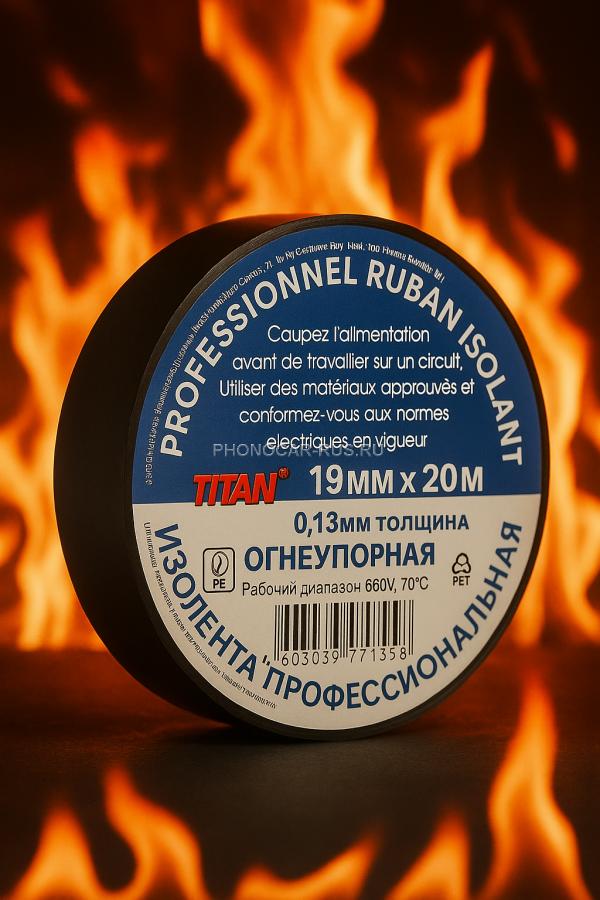 PROFESSIONNEL RUBAN ISOLANT
Caupez l'allmentation
avant de travallier sur un circult,
Utiliser des matériaux approuvès et
conformez-vous aux normes
electriques en vigueur
PHONOCAR-RUS.RU
TITAN®
19мм x 20м
0,13мм толщина
ОГНЕУПОРНАЯ
PE
PET
Рабочий диапазон 660V, 70°C
603039 771358
ИЗОЛЕНТА "ПРОФЕССИОНАЛЬНАЯ